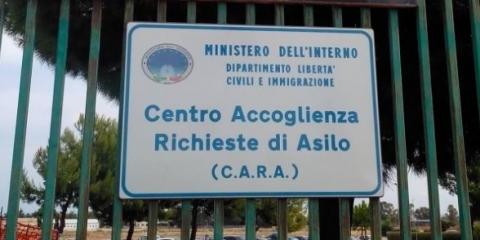 MINISTERO DELL'INTERNO
DIPARTIMENTO LIBERTA'
CIVILI E IMMIGRAZIONE
Centro Accoglienza
Richieste di Asilo
(C.A.R.A.)